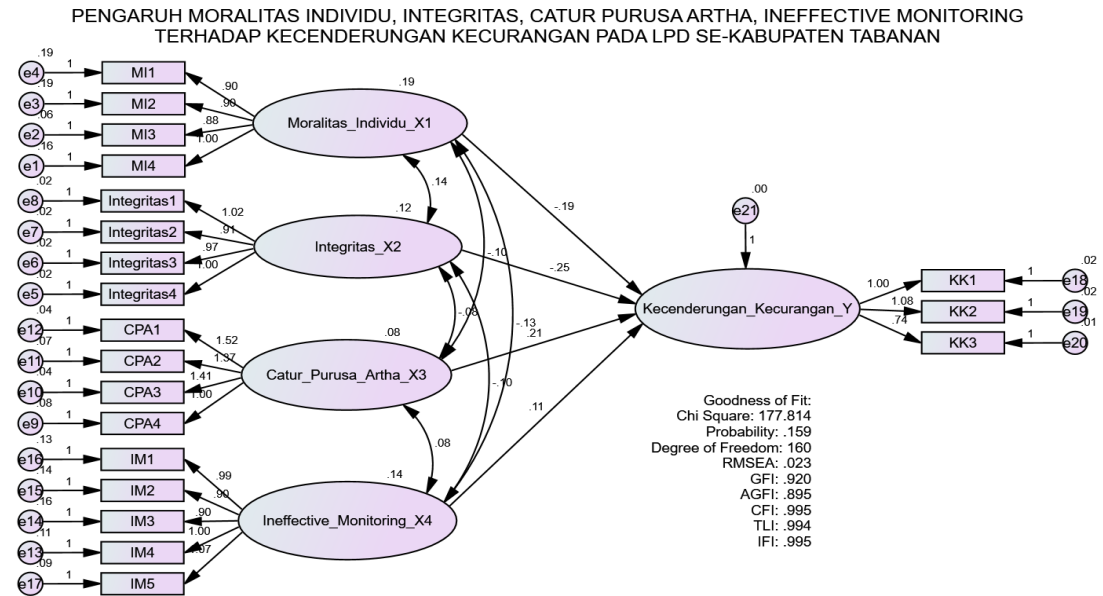 PENGARUH MORALITAS INDIVIDU, INTEGRITAS, CATUR PURUSA ARTHA, INEFFECTIVE MONITORING
TERHADAP KECENDERUNGAN KECURANGAN PADA LPD SE-KABUPATEN TABANAN
.19
e4 1 MI1 .90
.19
e3 1 MI2 .90
.06
e2 1 MI3 .88
.16
e1 1 MI4 1.00
.19
Moralitas_Individu_X1
.02
e8 1 Integritas1 1.02
.02
e7 1 Integritas2 .91
.02
e6 1 Integritas3 .97
.02
e5 1 Integritas4 1.00
.12
Integritas_X2
.04
e12 1 CPA1 1.52
.07
e11 1 CPA2 1.37
.04
e10 1 CPA3 1.41
.08
e9 1 CPA4 1.00
.08
Catur_Purusa_Artha_X3
.13
e16 1 IM1 .99
.14
e15 1 IM2 .90
.16
e14 1 IM3 .90
.11
e13 1 IM4 1.00
.09
e17 1 IM5 1.07
.14
Ineffective_Monitoring_X4
.14
-.10
-.08
-.13
-.10
.08
-.19
-.25
.21
.11
.00
e21
1
Kecenderungan_Kecurangan_Y
1.00 KK1 1 e18 .02
1.08 KK2 1 e19 .02
.74 KK3 1 e20 .01
Goodness of Fit:
Chi Square: 177.814
Probability: .159
Degree of Freedom: 160
RMSEA: .023
GFI: .920
AGFI: .895
CFI: .995
TLI: .994
IFI: .995